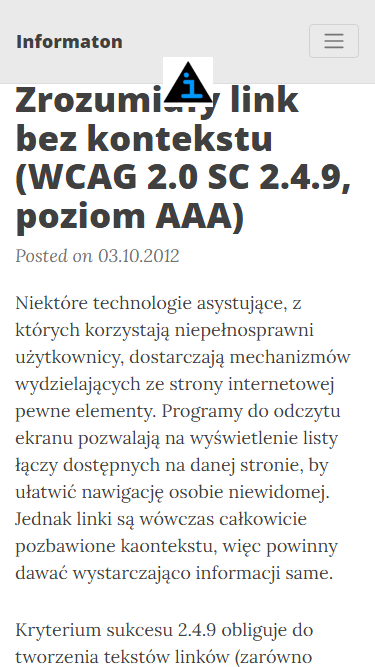 Informaton
Zrozumiały link
bez kontekstu
(WCAG 2.0 SC 2.4.9,
poziom AAA)
Posted on 03.10.2012
Niektóre technologie asystujące, z
których korzystają niepełnosprawni
użytkownicy, dostarczają mechanizmów
wydzielających ze strony internetowej
pewne elementy. Programy do odczytu
ekranu pozwalają na wyświetlenie listy
łączy dostępnych na danej stronie, by
ułatwić nawigację osobie niewidomej.
Jednak linki są wówczas całkowicie
pozbawione kaontekstu, więc powinny
dawać wystarczająco informacji same.
Kryterium sukcesu 2.4.9 obliguje do
tworzenia tekstów linków (zarówno